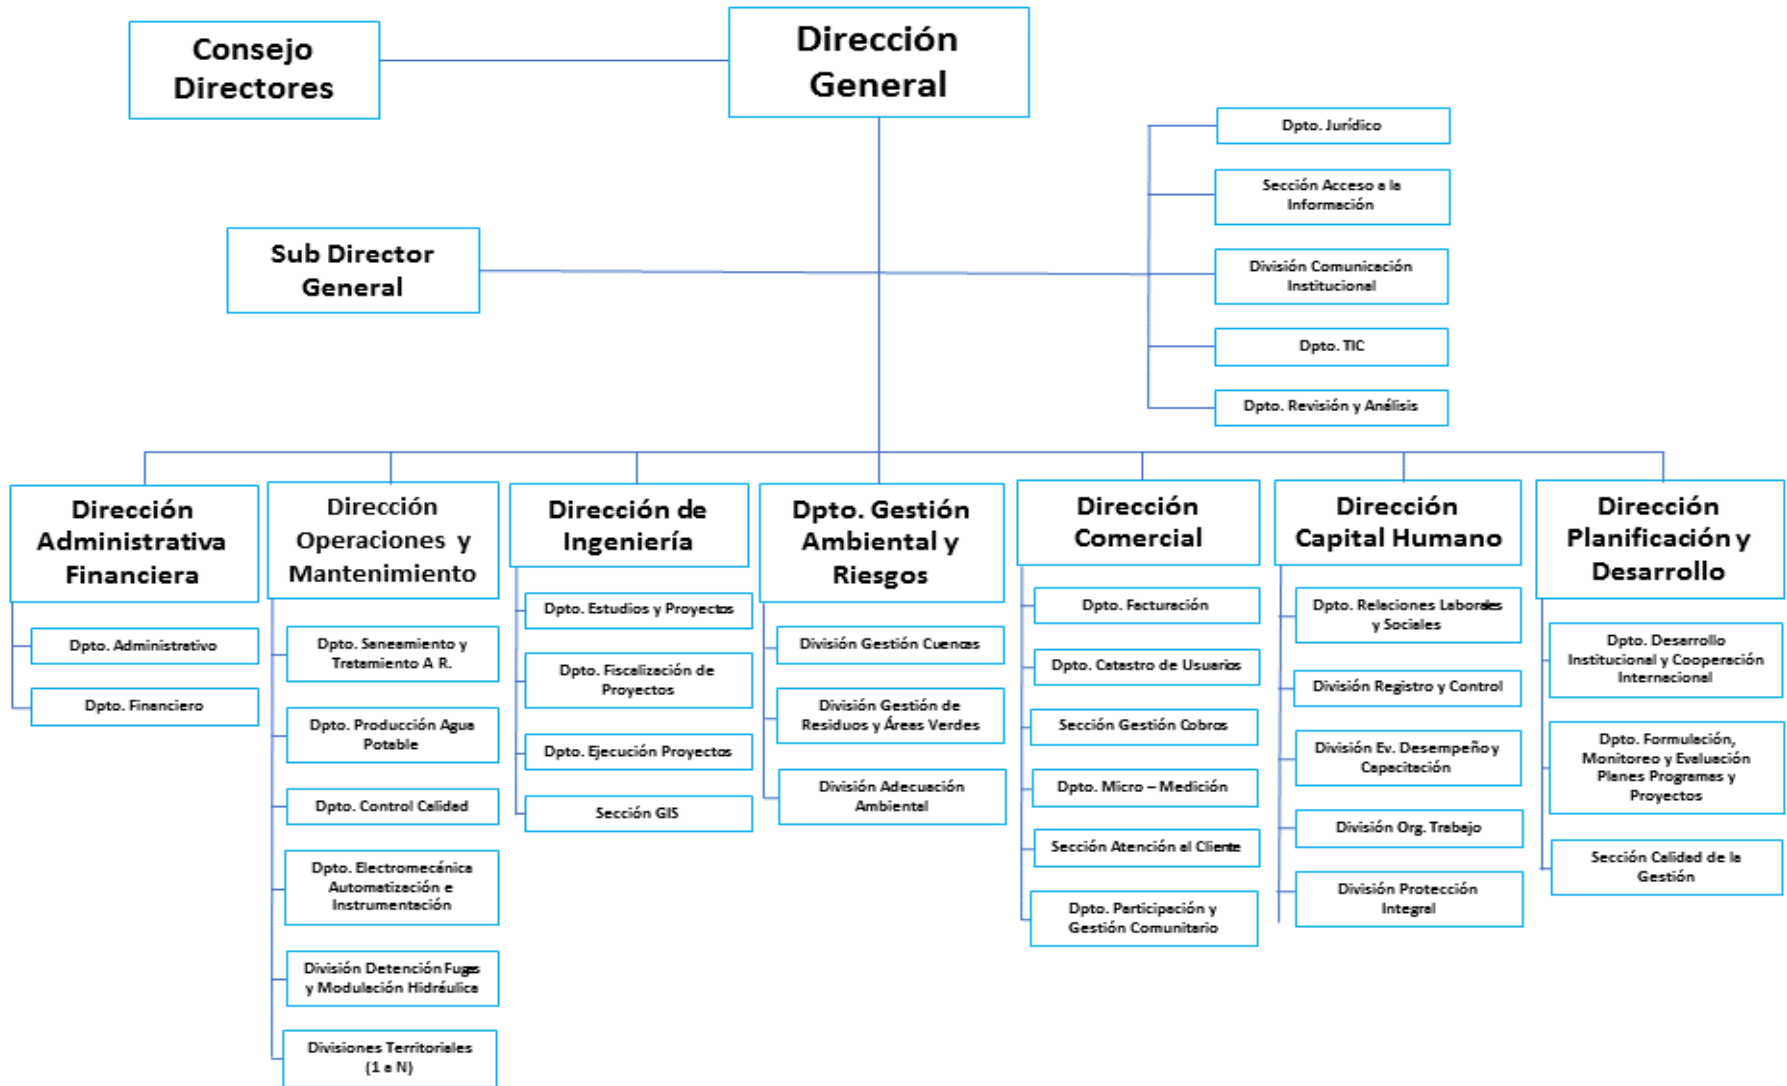 Consejo
Directores
Dirección
General
Dpto. Jurídico
Sección Acceso a la
Información
Sub Director
General
División Comunicación
Institucional
Dpto. TIC
Dpto. Revisión y Análisis
Dirección
Administrativa
Financiera
Dpto. Administrativo
Dpto. Financiero
Dirección
Operaciones y
Mantenimiento
Dpto. Saneamiento y
Tratamiento A R.
Dpto. Producción Agua
Potable
Dpto. Control Calidad
Dpto. Electromecánica
Automatización e
Instrumentación
División Detención Fugas
y Modulación Hidráulica
Divisiones Territoriales
(1 a N)
Dirección de
Ingeniería
Dpto. Estudios y Proyectos
Dpto. Fiscalización de
Proyectos
Dpto. Ejecución Proyectos
Sección GIS
Dpto. Gestión
Ambiental y
Riesgos
División Gestión Cuencas
División Gestión de
Residuos y Áreas Verdes
División Adecuación
Ambiental
Dirección
Comercial
Dpto. Facturación
Dpto. Catastro de Usuarios
Sección Gestión Cobros
Dpto. Micro – Medición
Sección Atención al Cliente
Dpto. Participación y
Gestión Comunitario
Dirección
Capital Humano
Dpto. Relaciones Laborales
y Sociales
División Registro y Control
División Ev. Desempeño y
Capacitación
División Org. Trabajo
División Protección
Integral
Dirección
Planificación y
Desarrollo
Dpto. Desarrollo
Institucional y Cooperación
Internacional
Dpto. Formulación,
Monitoreo y Evaluación
Planes Programas y
Proyectos
Sección Calidad de la
Gestión